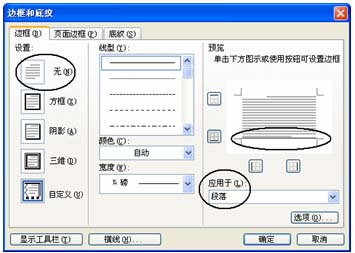 边框和底纹
边框(B) 页面边框(P) 底纹(S)
设置:
无(N)
方框(X)
阴影(A)
三维(D)
自定义(U)
线型(Y):
颜色(C):
自动
宽度(W):
½ 磅
预览
单击下方图示或使用按钮可设置边框
应用于(L):
段落
选项(O)...
显示工具栏(T) 横线(H)... 确定 取消